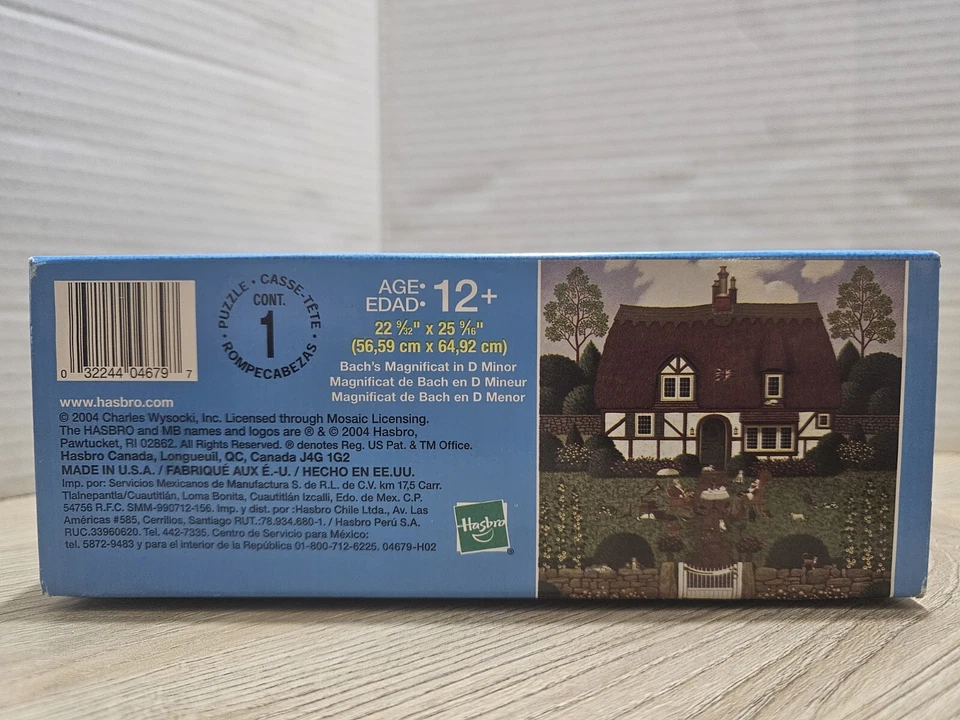 0 32244 04679 7
PUZZLE • CASSE-TÊTE • ROMPECABEZAS •
CONT.
1
AGE:
EDAD:
12+
22 9/32" x 25 9/16"
(56,59 cm x 64,92 cm)
Bach's Magnificat in D Minor
Magnificat de Bach en D Mineur
Magnificat de Bach en D Menor
www.hasbro.com
© 2004 Charles Wysocki, Inc. Licensed through Mosaic Licensing.
The HASBRO and MB names and logos are ® & © 2004 Hasbro,
Pawtucket, RI 02862. All Rights Reserved. ® denotes Reg. US Pat. & TM Office.
Hasbro Canada, Longueuil, QC, Canada J4G 1G2
MADE IN U.S.A. / FABRIQUÉ AUX É.-U. / HECHO EN EE.UU.
Imp. por: Servicios Mexicanos de Manufactura S. de R.L. de C.V. km 17,5 Carr.
Tlalnepantla/Cuautitlán, Loma Bonita, Cuautitlán Izcalli, Edo. de Mex. C.P.
54756 R.F.C. SMM-990712-156. Imp. y dist. por :Hasbro Chile Ltda., Av. Las
Américas #585, Cerrillos, Santiago RUT.:78.934.680-1. / Hasbro Perú S.A.
RUC.33960620. Tel. 442-7335. Centro de Servicio para México:
tel. 5872-9483 y para el interior de la República 01-800-712-6225. 04679-H02
Hasbro ®